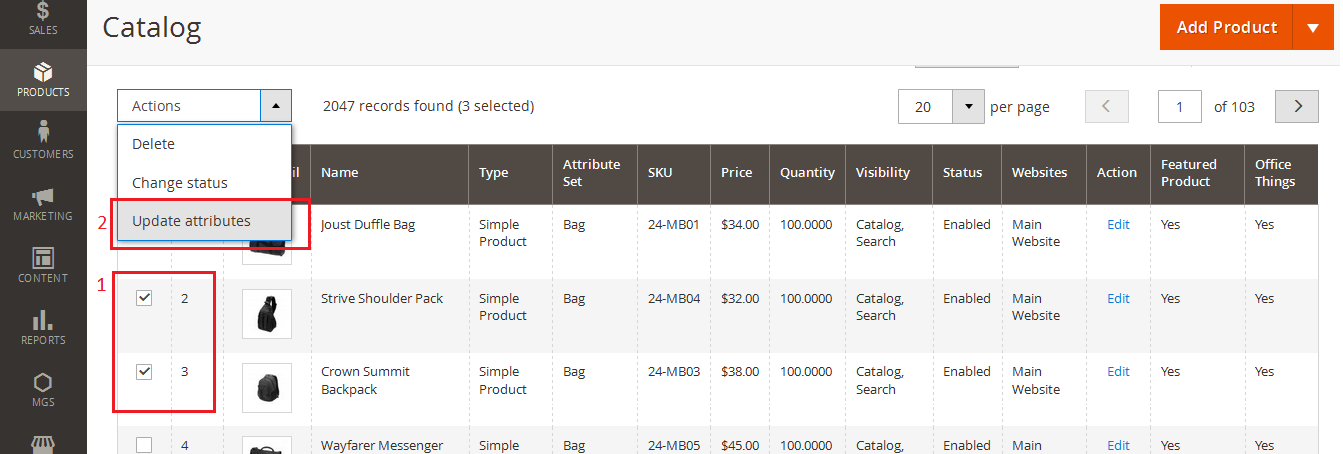 $
SALES
PRODUCTS
CUSTOMERS
MARKETING
CONTENT
REPORTS
MGS
Catalog
Add Product
Actions
2047 records found (3 selected)
20 per page 1 of 103
Delete
Change status
2 Update attributes
il Name Type Attribute Set SKU Price Quantity Visibility Status Websites Action Featured Product Office Things
Joust Duffle Bag Simple Product Bag 24-MB01 $34.00 100.0000 Catalog, Search Enabled Main Website Edit Yes Yes
1
2 Strive Shoulder Pack Simple Product Bag 24-MB04 $32.00 100.0000 Catalog, Search Enabled Main Website Edit Yes Yes
3 Crown Summit Backpack Simple Product Bag 24-MB03 $38.00 100.0000 Catalog, Search Enabled Main Website Edit Yes Yes
4 Wayfarer Messenger Simple Bag 24-MB05 $45.00 100.0000 Catalog, Enabled Main Edit Yes Yes